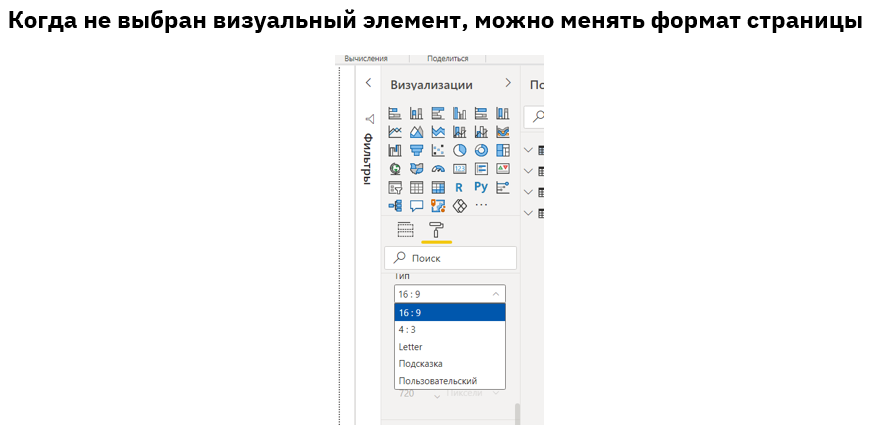 Когда не выбран визуальный элемент, можно менять формат страницы
Вычисления Поделиться
Визуализации
По
Фильтры
R Py
Поиск
Тип
16 : 9
16 : 9
4 : 3
Letter
Подсказка
Пользовательский
720 Пиксели